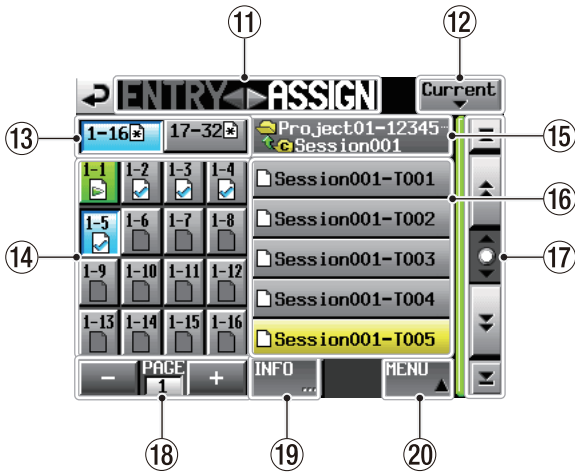 ⑪ ⑫
ENTRY ASSIGN Current
⑬ 1-16 17-32 Project01-12345… ⑮
G Session001
1-1 1-2 1-3 1-4 Session001-T001 ⑯
1-5 1-6 1-7 1-8 Session001-T002
⑭ ⑰
1-9 1-10 1-11 1-12 Session001-T003
Session001-T004
1-13 1-14 1-15 1-16 Session001-T005
− PAGE 1 + INFO ... MENU
⑱ ⑲ ⑳